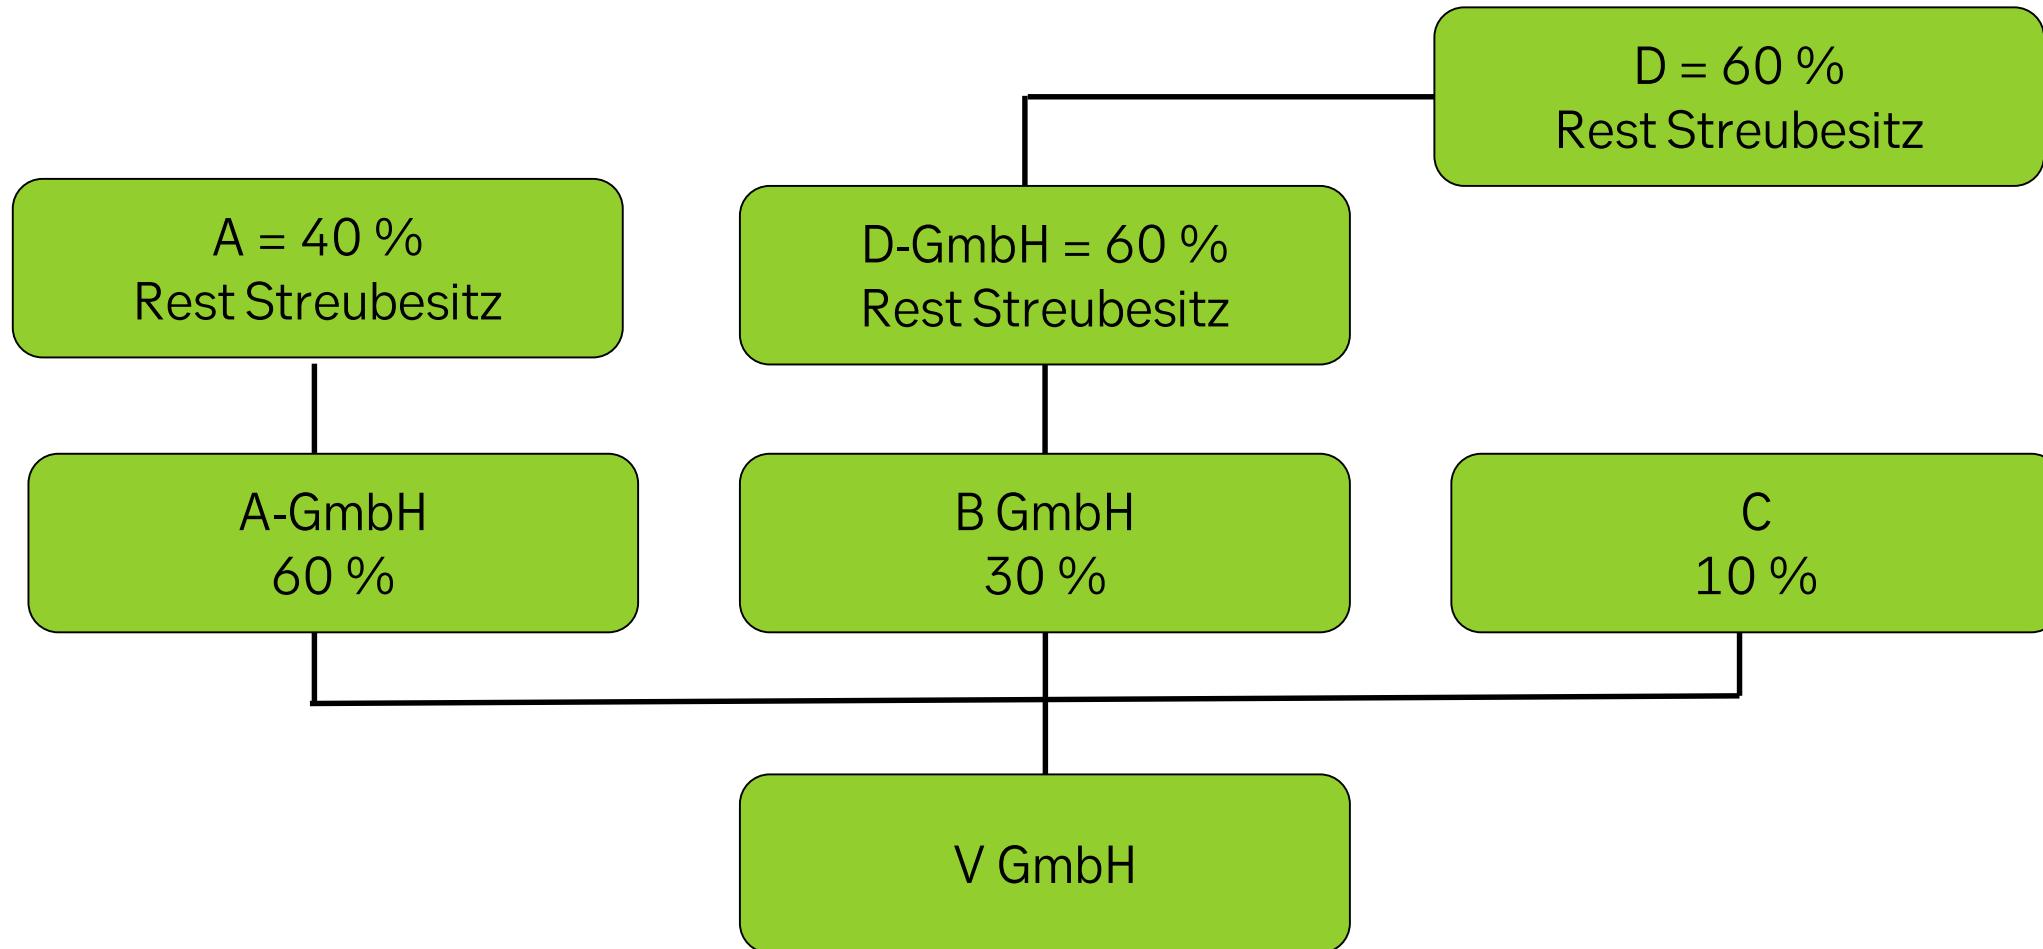 D = 60 %
Rest Streubesitz
A = 40 %
Rest Streubesitz
D-GmbH = 60 %
Rest Streubesitz
A-GmbH
60 %
B GmbH
30 %
C
10 %
V GmbH